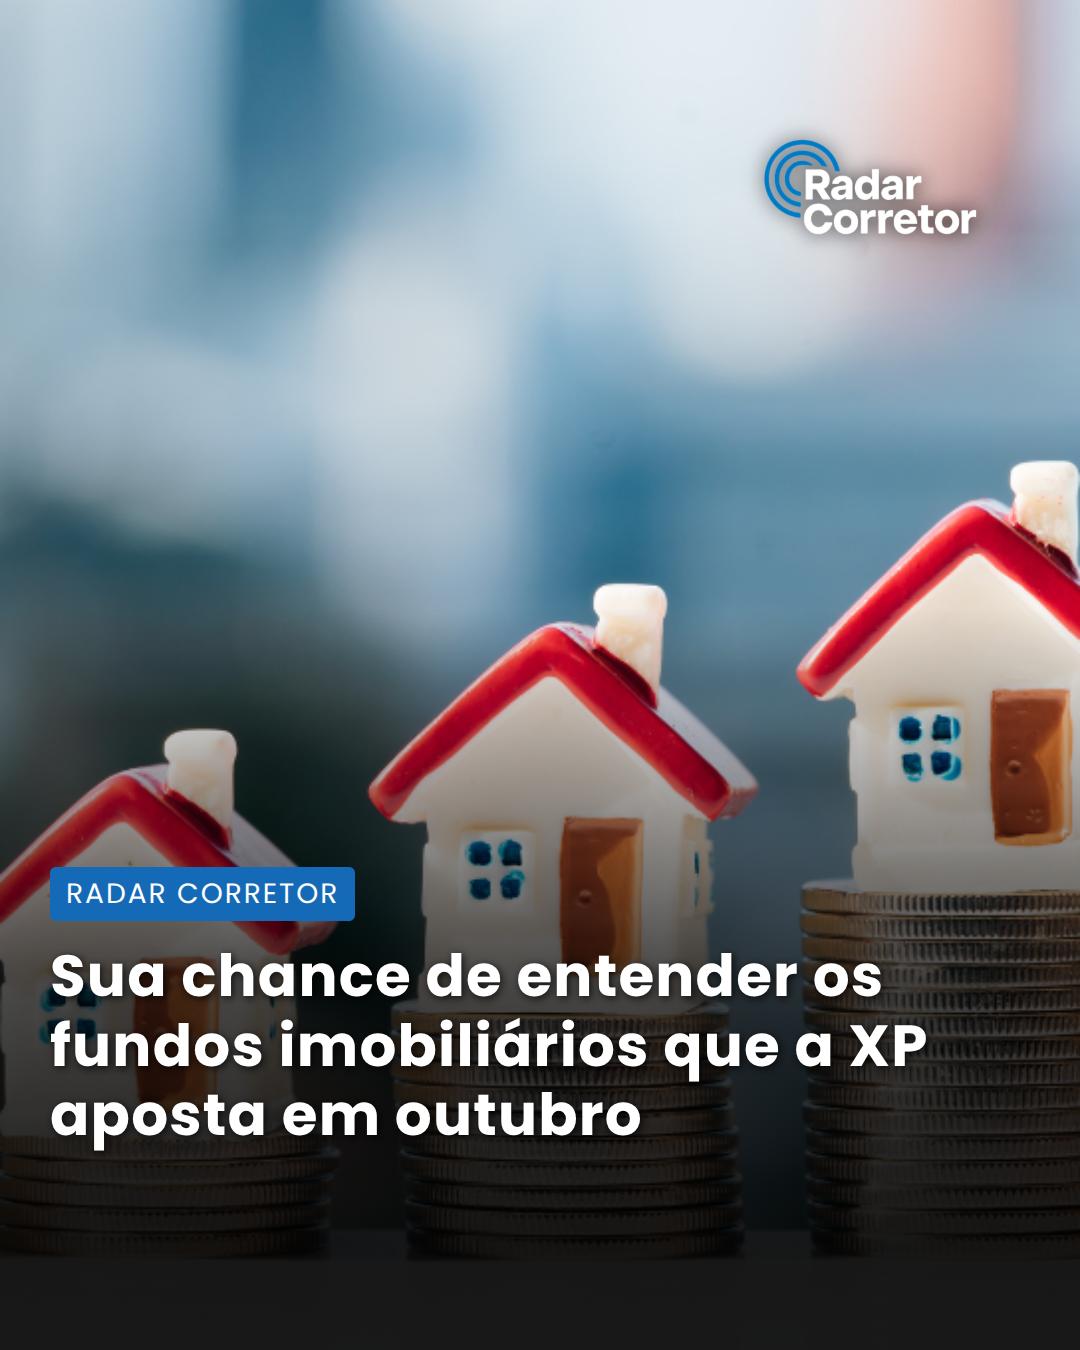 Radar
Corretor
RADAR CORRETOR
Sua chance de entender os
fundos imobiliários que a XP
aposta em outubro